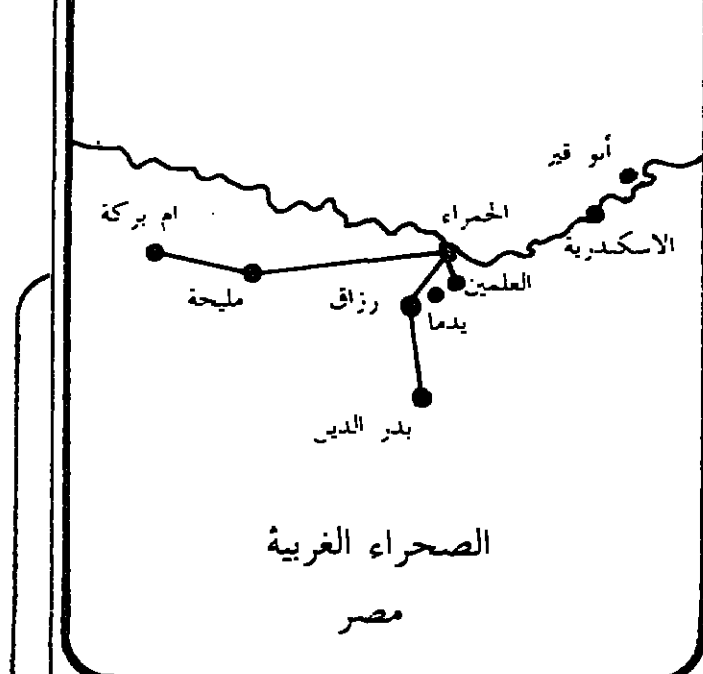 أبو قير
الحمراء
ام بركة
الاسكندرية
العلمين
رزاق
مليحة
يدما
بدر الدين
الصحراء الغربية
مصر